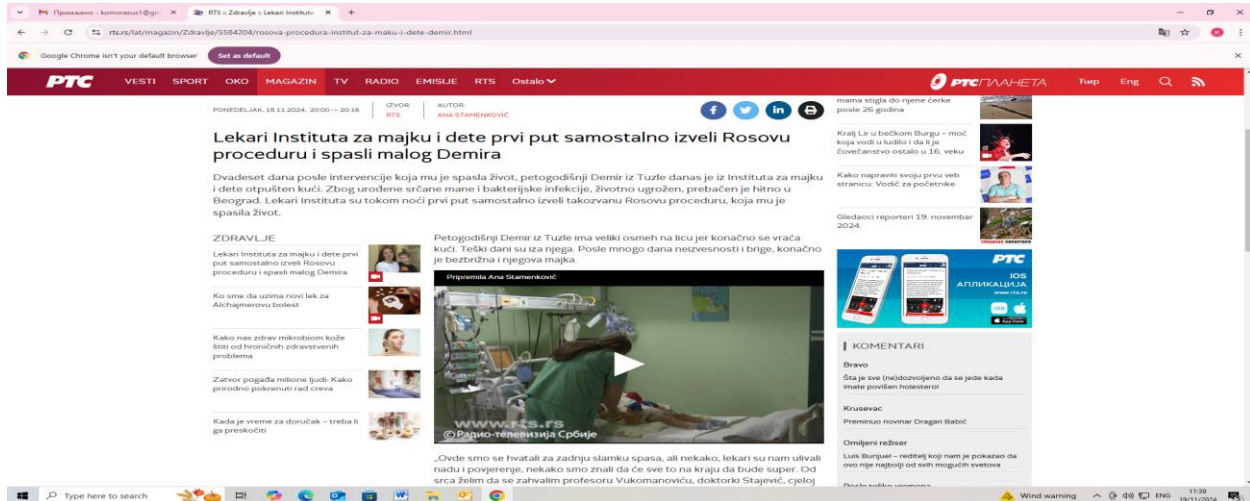 Примљено - komorazus1@gm
RTS :: Zdravlje :: Lekari Instituta
rts.rs/lat/magazin/Zdravlje/5584204/rosova-procedura-institut-za-maku-i-dete-demir.html
Google Chrome isn't your default browser
Set as default
РТС VESTI SPORT OKO MAGAZIN TV RADIO EMISIJE RTS Ostalo
РТС ПЛАНЕТА Ћир Eng
PONEDELJAK, 18.11.2024, 20:00 -> 20:16
IZVOR:
RTS
AUTOR:
ANA STAMENKOVIĆ
Lekari Instituta za majku i dete prvi put samostalno izveli Rosovu
proceduru i spasli malog Demira
Dvadeset dana posle intervencije koja mu je spasla život, petogodišnji Demir iz Tuzle danas je iz Instituta za majku
i dete otpušten kući. Zbog urođene srčane mane i bakterijske infekcije, životno ugrožen, prebačen je hitno u
Beograd. Lekari Instituta su tokom noći prvi put samostalno izveli takozvanu Rosovu proceduru, koja mu je
spasila život.
ZDRAVLJE
Lekari Instituta za majku i dete prvi
put samostalno izveli Rosovu
proceduru i spasli malog Demira
Ko sme da uzima novi lek za
Alchajmerovu bolest
Kako nas zdrav mikrobiom kože
štiti od hroničnih zdravstvenih
problema
Zatvor pogađa milione ljudi: Kako
prirodno pokrenuti rad creva
Kada je vreme za doručak – treba li
ga preskočiti
Petogodišnji Demir iz Tuzle ima veliki osmeh na licu jer konačno se vraća
kući. Teški dani su iza njega. Posle mnogo dana neizvesnosti i brige, konačno
je bezbrižna i njegova majka.
Pripremila Ana Stamenković
www.rts.rs
©Радио-телевизија Србије
„Ovde smo se hvatali za zadnju slamku spasa, ali nekako, lekari su nam ulivali
nadu i povjerenje, nekako smo znali da će sve to na kraju da bude super. Od
srca želim da se zahvalim profesoru Vukomanoviću, doktorki Stajević, cjeloj
mama stigla do njene ćerke
posle 26 godina
Kralj Lir u bečkom Burgu – moć
koja vodi u ludilo i da li je
čovečanstvo ostalo u 16. veku
Kako napraviti svoju prvu veb
stranicu: Vodič za početnike
Gledaoci reporteri 19. novembar
2024.
РТС
iOS
АПЛИКАЦИЈА
www.rts.rs
iOS
App Store
KOMENTARI
Bravo
Šta je sve (ne)dozvoljeno da se jede kada
imate povišen holesterol
Krusevac
Preminuo novinar Dragan Babić
Omiljeni režiser
Luis Bunjuel – reditelj koji nam je pokazao da
ovo nije najbolji od svih mogućih svetova
Posle toliko vremena
Type here to search
Wind warning
ENG
11:39
19/11/2024